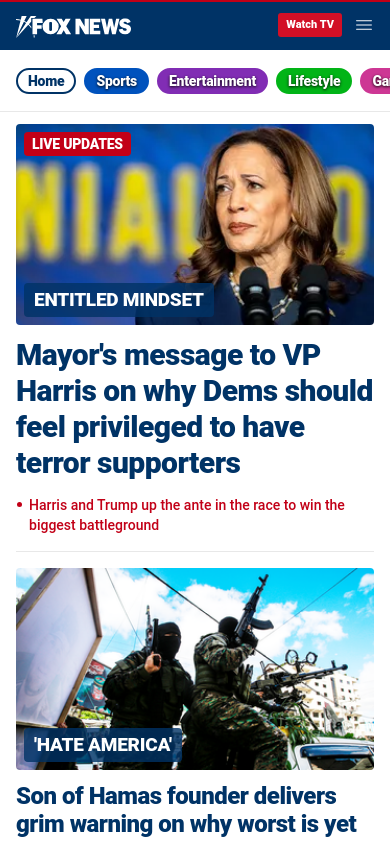 FOX NEWS
Watch TV
Home
Sports
Entertainment
Lifestyle
LIVE UPDATES
ENTITLED MINDSET
Mayor's message to VP
Harris on why Dems should
feel privileged to have
terror supporters
Harris and Trump up the ante in the race to win the
biggest battleground
'HATE AMERICA'
Son of Hamas founder delivers
grim warning on why worst is yet